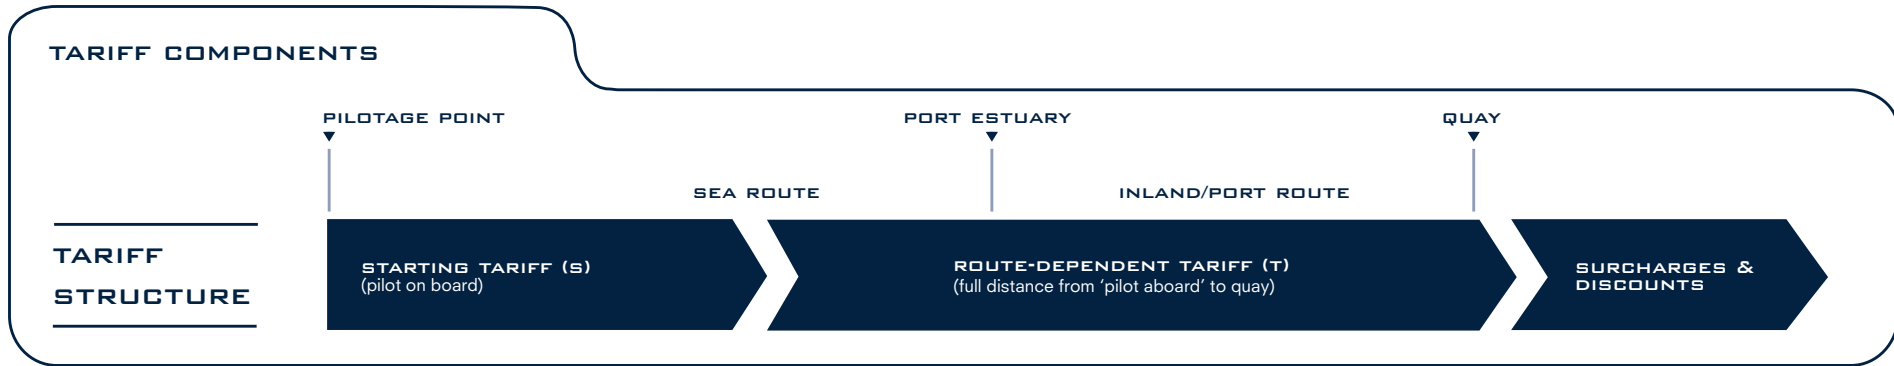 TARIFF COMPONENTS
PILOTAGE POINT
PORT ESTUARY
QUAY
SEA ROUTE
INLAND/PORT ROUTE
TARIFF
STRUCTURE
STARTING TARIFF (S)
(pilot on board)
ROUTE-DEPENDENT TARIFF (T)
(full distance from ‘pilot aboard’ to quay)
SURCHARGES &
DISCOUNTS